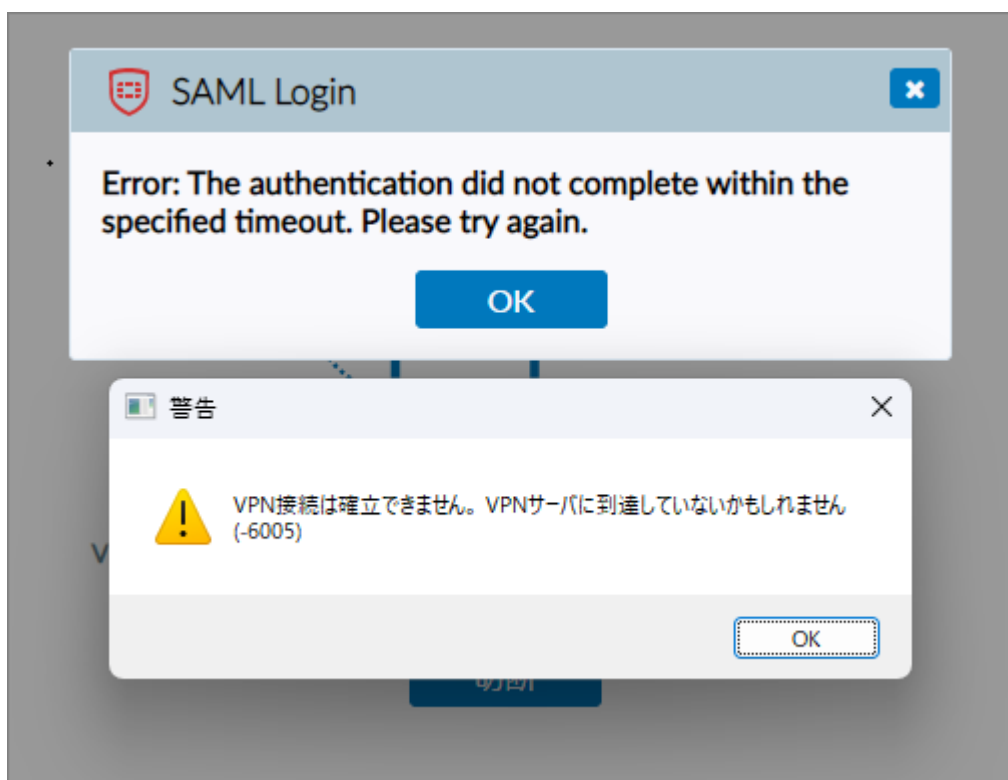 SAML Login
Error: The authentication did not complete within the
specified timeout. Please try again.
OK
警告
VPN接続は確立できません。VPNサーバに到達していないかもしれません
(-6005)
OK
V
切断